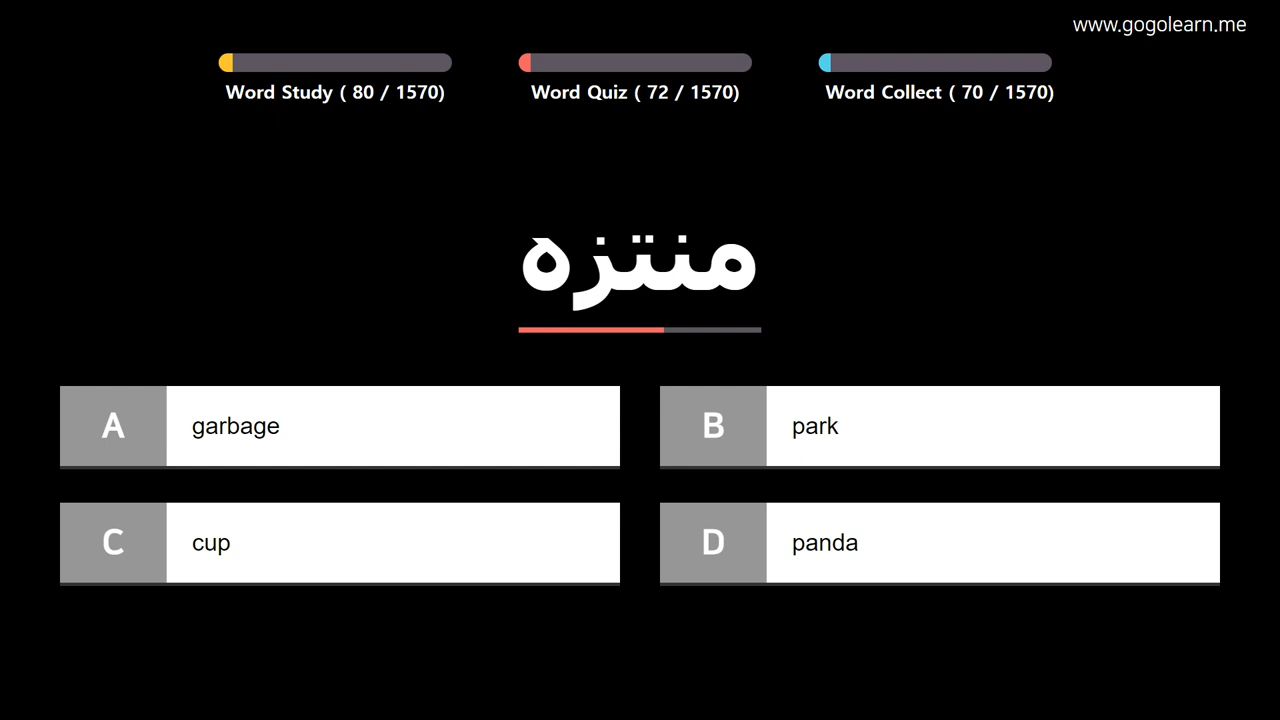 www.gogolearn.me
Word Study ( 80 / 1570)
Word Quiz ( 72 / 1570)
Word Collect ( 70 / 1570)
منتزه
A garbage
B park
C cup
D panda